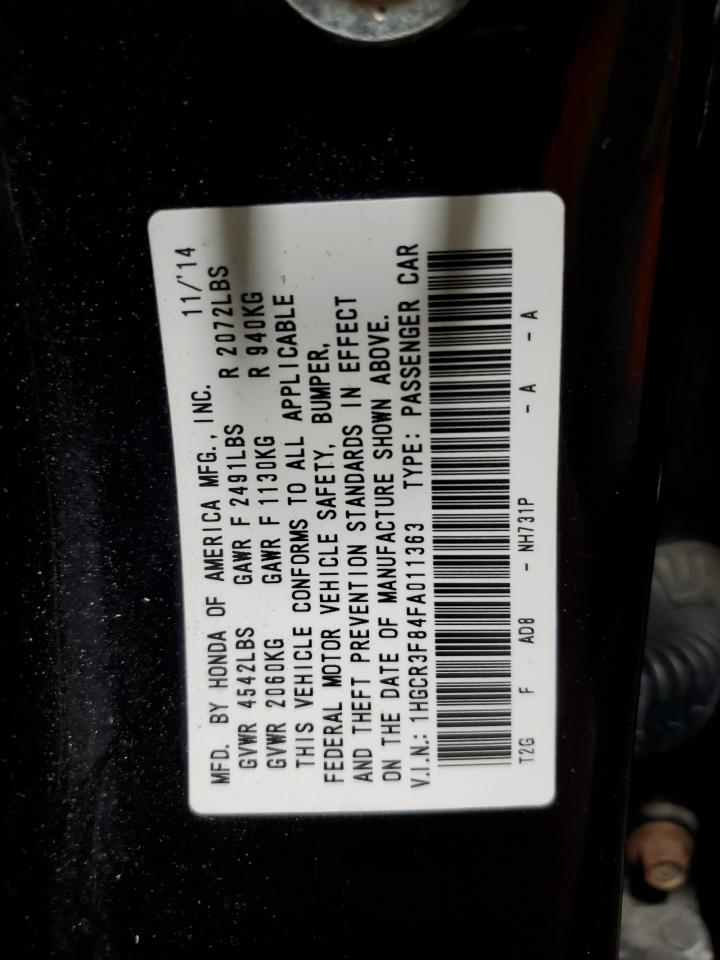 MFD. BY HONDA OF AMERICA MFG., INC. 11/'14
GVWR 4542LBS GAWR F 2491LBS R 2072LBS
GVWR 2060KG GAWR F 1130KG R 940KG
THIS VEHICLE CONFORMS TO ALL APPLICABLE
FEDERAL MOTOR VEHICLE SAFETY, BUMPER,
AND THEFT PREVENTION STANDARDS IN EFFECT
ON THE DATE OF MANUFACTURE SHOWN ABOVE.
V.I.N.: 1HGCR3F84FA011363 TYPE: PASSENGER CAR
T2G F AD8 - NH731P - A - A